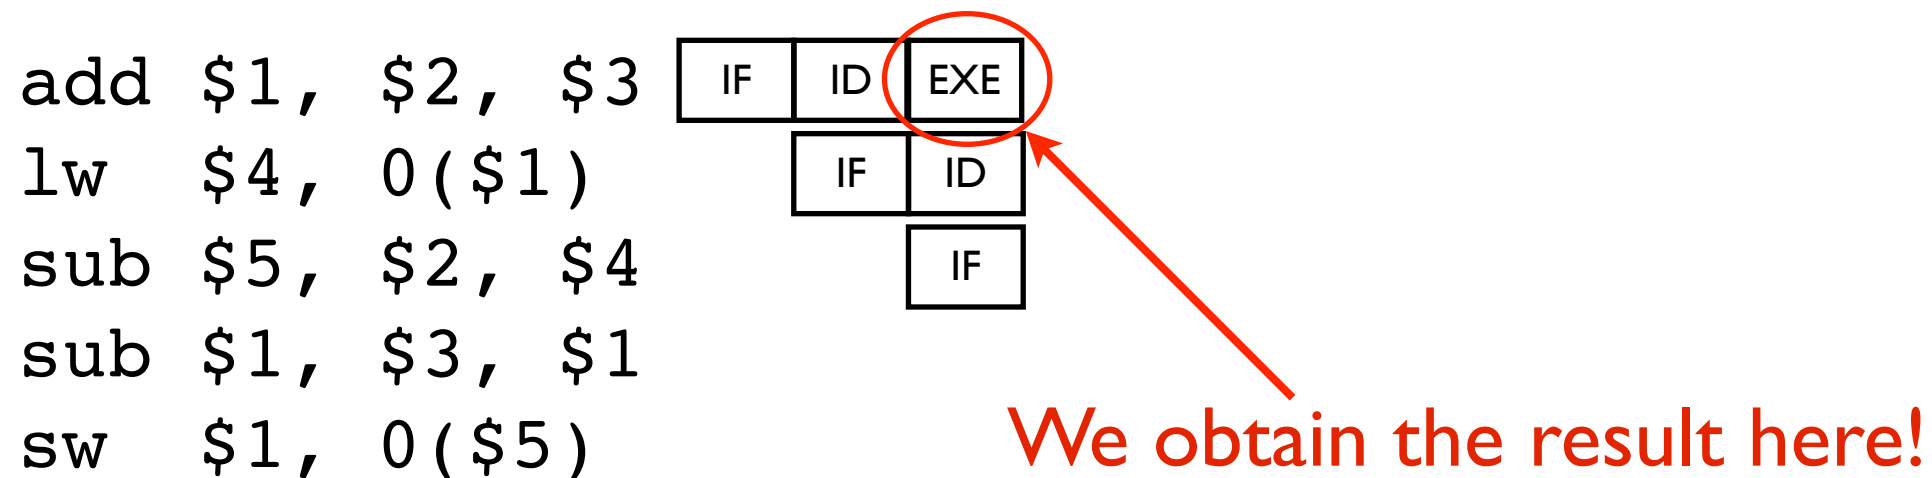 add $1, $2, $3 IF ID EXE
lw $4, 0($1) IF ID
sub $5, $2, $4 IF
sub $1, $3, $1
sw $1, 0($5) We obtain the result here!